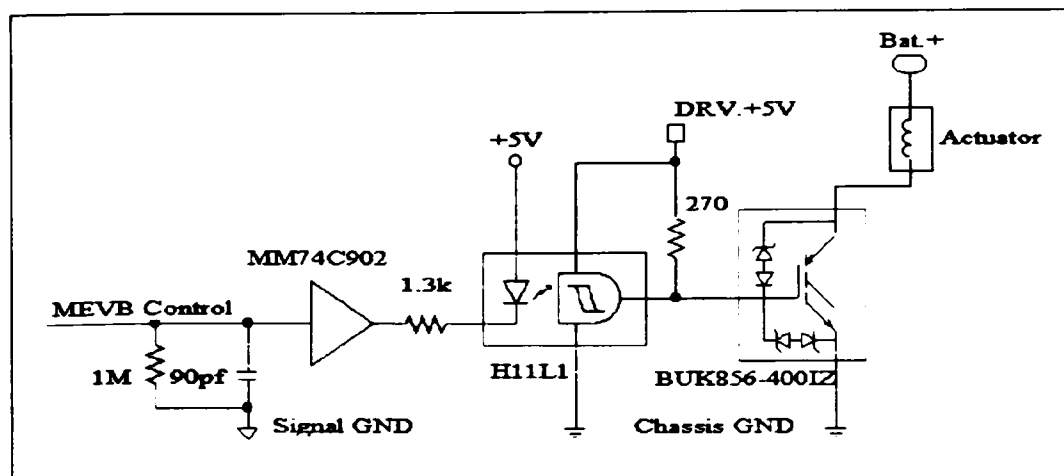 Bat.+
DRV.+5V
Actuator
+5V
270
MM74C902
1.3k
MEVB Control
1M
90pf
H11L1
BUK856-400IZ
Signal GND
Chassis GND